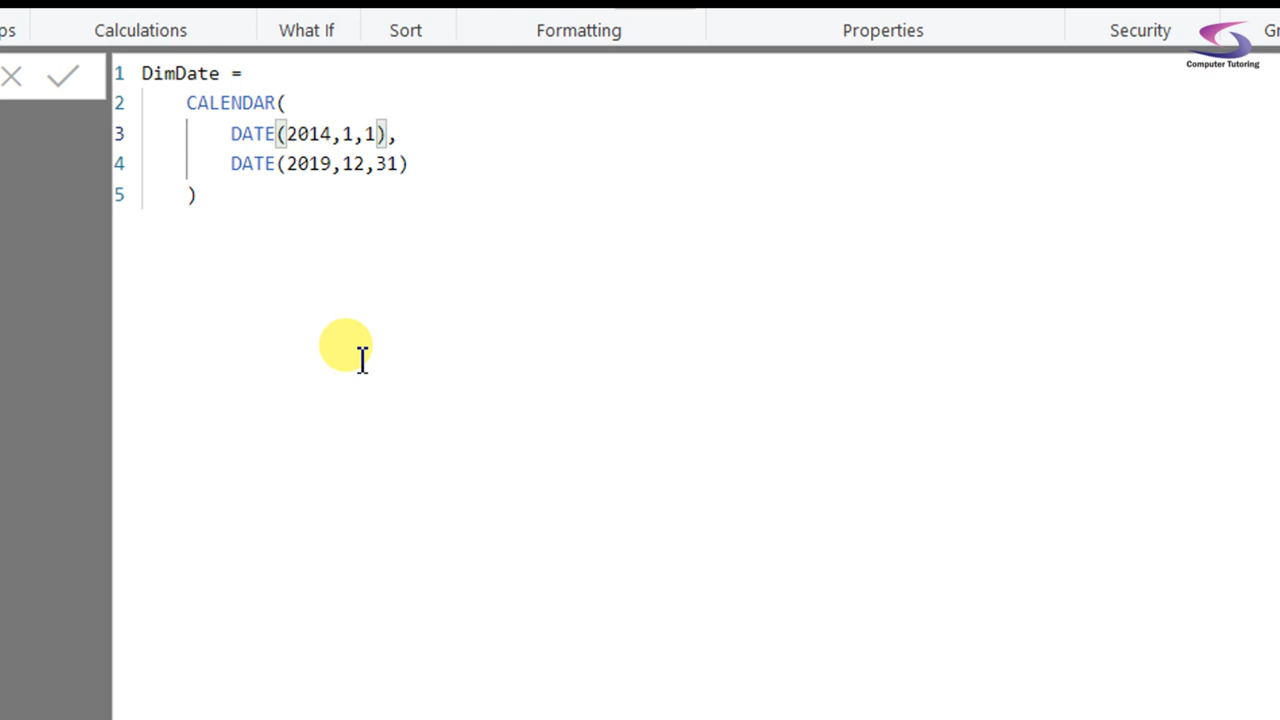 ps Calculations What If Sort Formatting Properties Security Gr
Computer Tutoring
1 DimDate =
2 CALENDAR(
3 DATE(2014,1,1),
4 DATE(2019,12,31)
5 )